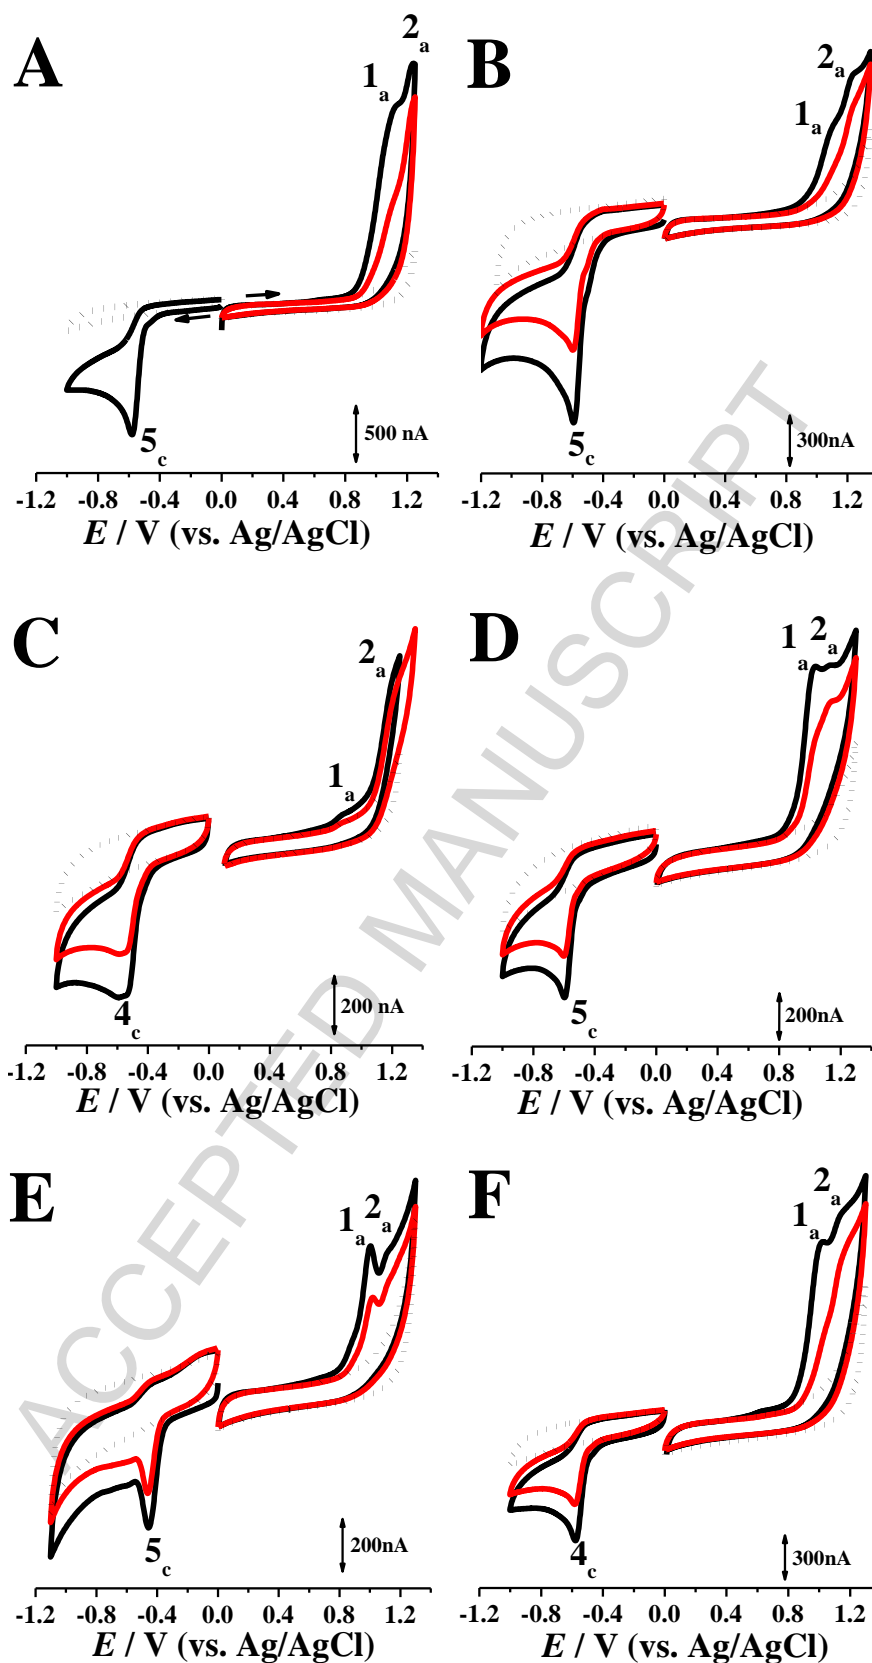 A
1a
2a
5c
500 nA
-1.2 -0.8 -0.4 0.0 0.4 0.8 1.2
E / V (vs. Ag/AgCl)
B
1a
2a
5c
300nA
-1.2 -0.8 -0.4 0.0 0.4 0.8 1.2
E / V (vs. Ag/AgCl)
C
2a
1a
4c
200 nA
-1.2 -0.8 -0.4 0.0 0.4 0.8 1.2
E / V (vs. Ag/AgCl)
D
1a 2a
5c
200nA
-1.2 -0.8 -0.4 0.0 0.4 0.8 1.2
E / V (vs. Ag/AgCl)
E
1a 2a
5c
200nA
-1.2 -0.8 -0.4 0.0 0.4 0.8 1.2
E / V (vs. Ag/AgCl)
F
2a
1a
4c
300nA
-1.2 -0.8 -0.4 0.0 0.4 0.8 1.2
E / V (vs. Ag/AgCl)
ACCEPTED MANUSCRIPT